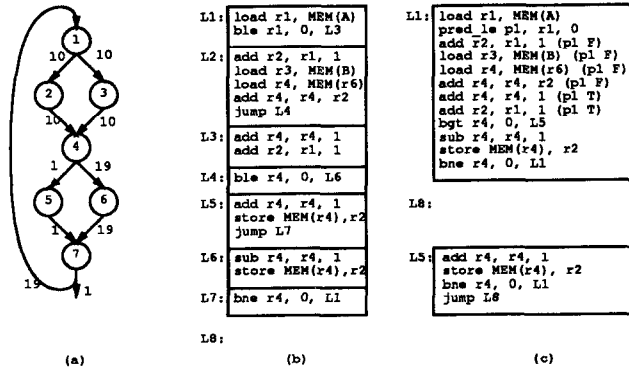 1
10 10
2 3
10 10
4
1 19
5 6
1 19
7
19 1
(a)
L1: load r1, MEM(A)
ble r1, 0, L3
L2: add r2, r1, 1
load r3, MEM(B)
load r4, MEM(r6)
add r4, r4, r2
jump L4
L3: add r4, r4, 1
add r2, r1, 1
L4: ble r4, 0, L6
L5: add r4, r4, 1
store MEM(r4),r2
jump L7
L6: sub r4, r4, 1
store MEM(r4),r2
L7: bne r4, 0, L1
L8:
(b)
L1: load r1, MEM(A)
pred_le p1, r1, 0
add r2, r1, 1 (p1 F)
load r3, MEM(B) (p1 F)
load r4, MEM(r6) (p1 F)
add r4, r4, r2 (p1 F)
add r4, r4, 1 (p1 T)
add r2, r1, 1 (p1 T)
bgt r4, 0, L5
sub r4, r4, 1
store MEM(r4), r2
bne r4, 0, L1
L8:
L5: add r4, r4, 1
store MEM(r4), r2
bne r4, 0, L1
jump L8
(c)